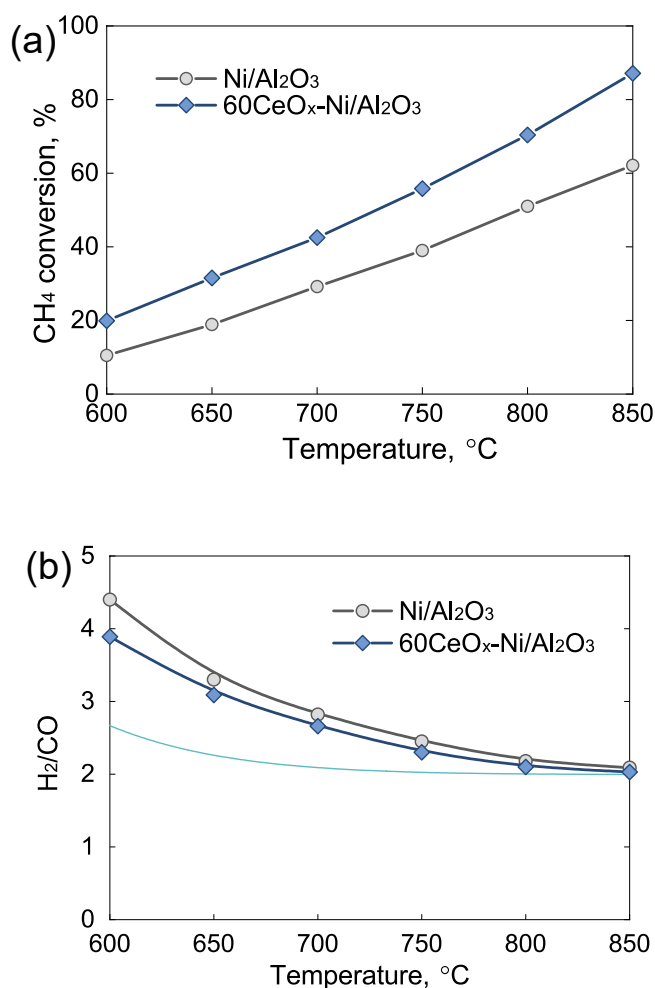 (a)
100
80
60
40
20
0
CH₄ conversion, %
Ni/Al₂O₃
60CeOₓ-Ni/Al₂O₃
600 650 700 750 800 850
Temperature, °C
(b)
5
4
3
2
1
0
H₂/CO
Ni/Al₂O₃
60CeOₓ-Ni/Al₂O₃
600 650 700 750 800 850
Temperature, °C